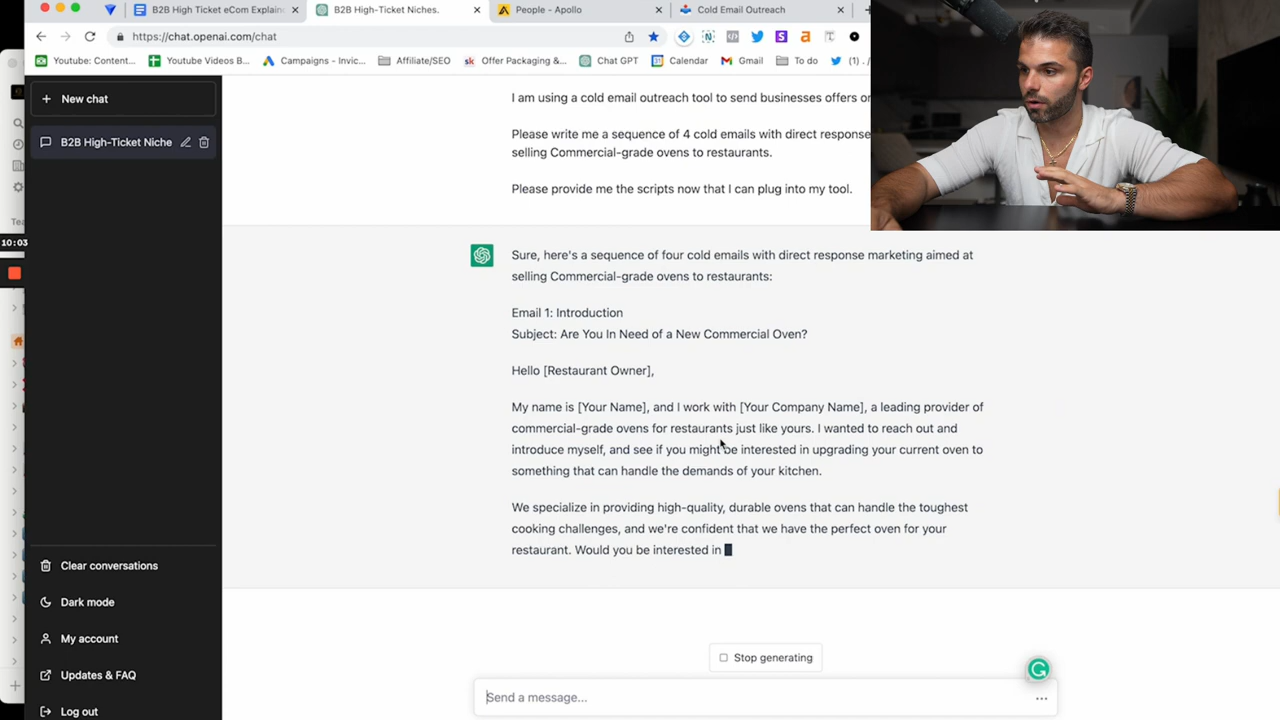 B2B High Ticket eCom Explain
B2B High-Ticket Niches.
People - Apollo
Cold Email Outreach
https://chat.openai.com/chat
Youtube: Content...
Youtube Videos B...
Campaigns - Invic...
Affiliate/SEO
Offer Packaging &...
Chat GPT
Calendar
Gmail
To do
(1) .
New chat
B2B High-Ticket Niche
I am using a cold email outreach tool to send businesses offers
Please write me a sequence of 4 cold emails with direct response
selling Commercial-grade ovens to restaurants.
Please provide me the scripts now that I can plug into my tool.
10:03
Sure, here's a sequence of four cold emails with direct response marketing aimed at
selling Commercial-grade ovens to restaurants:
Email 1: Introduction
Subject: Are You In Need of a New Commercial Oven?
Hello [Restaurant Owner],
My name is [Your Name], and I work with [Your Company Name], a leading provider of
commercial-grade ovens for restaurants just like yours. I wanted to reach out and
introduce myself, and see if you might be interested in upgrading your current oven to
something that can handle the demands of your kitchen.
We specialize in providing high-quality, durable ovens that can handle the toughest
cooking challenges, and we're confident that we have the perfect oven for your
restaurant. Would you be interested in
Clear conversations
Dark mode
My account
Updates & FAQ
Log out
Stop generating
Send a message...